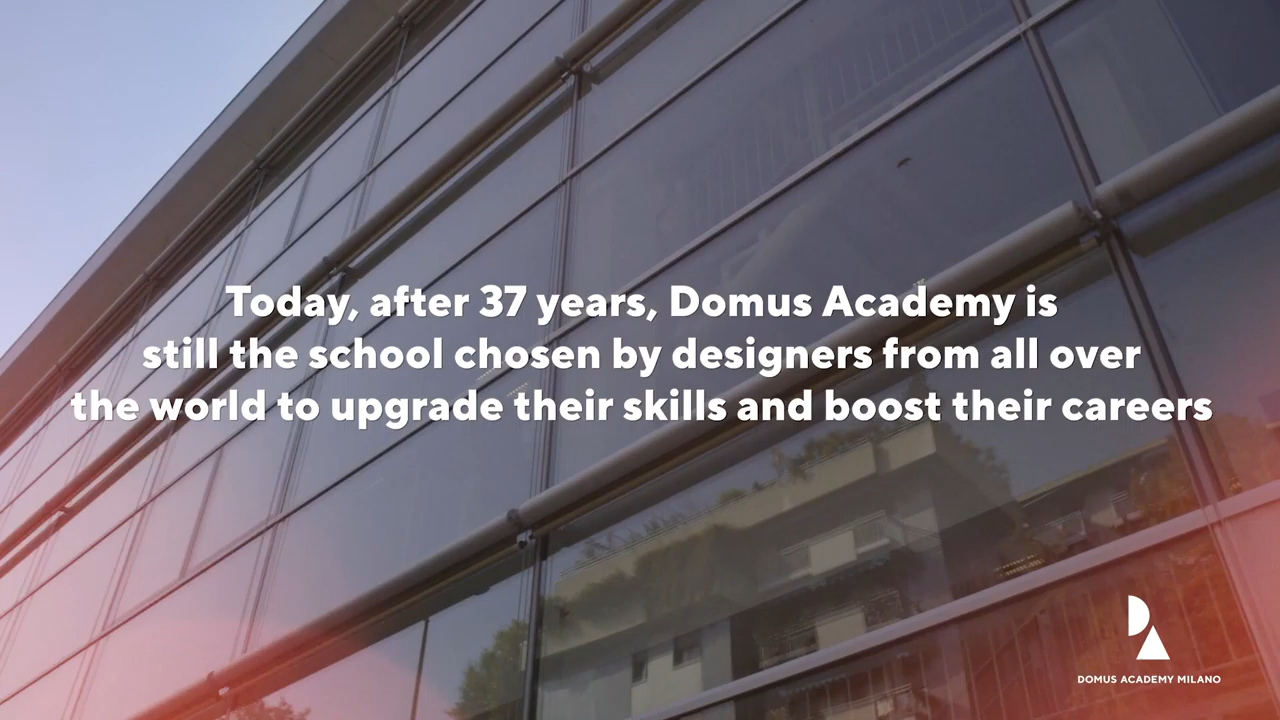 Today, after 37 years, Domus Academy is
still the school chosen by designers from all over
the world to upgrade their skills and boost their careers
DOMUS ACADEMY MILANO